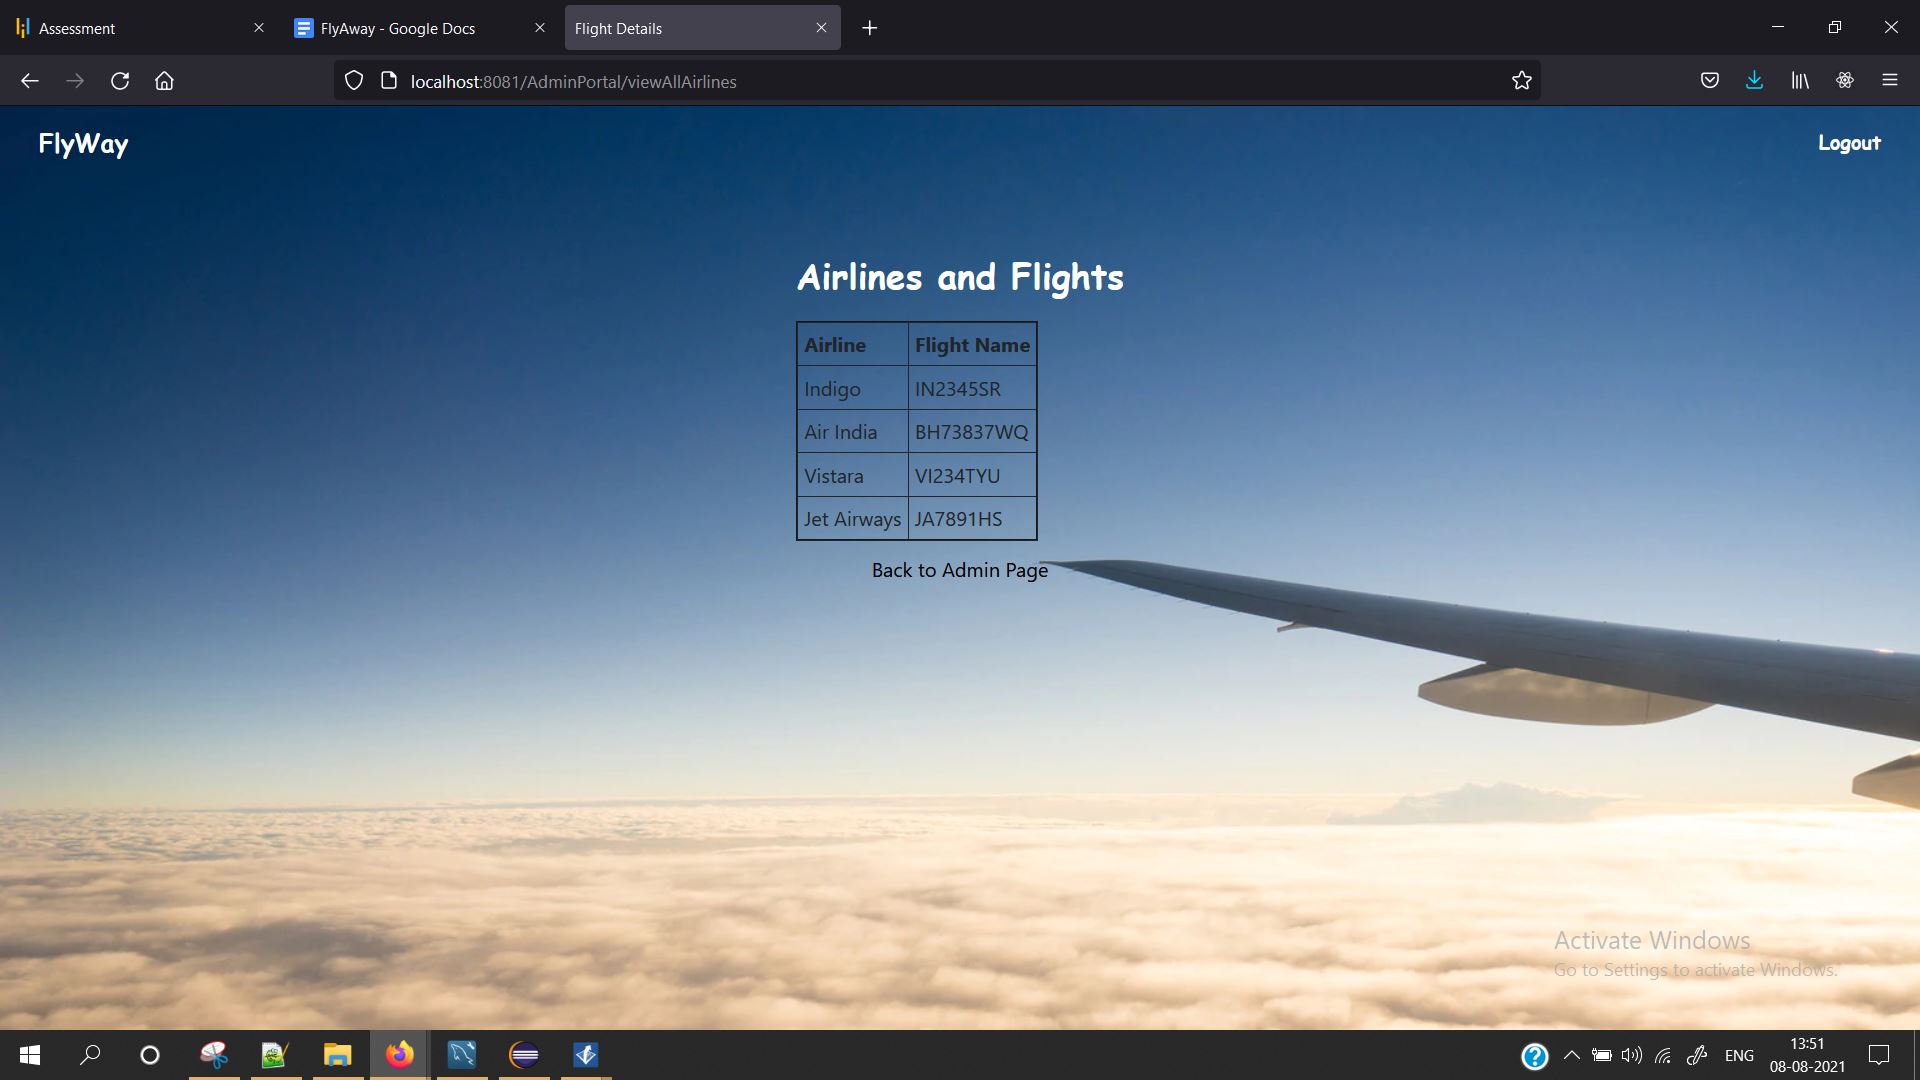 Assessment
FlyAway - Google Docs
Flight Details
localhost:8081/AdminPortal/viewAllAirlines
FlyWay
Logout
Airlines and Flights
Airline Flight Name
Indigo IN2345SR
Air India BH73837WQ
Vistara VI234TYU
Jet Airways JA7891HS
Back to Admin Page
Activate Windows
Go to Settings to activate Windows.
ENG
13:51
08-08-2021